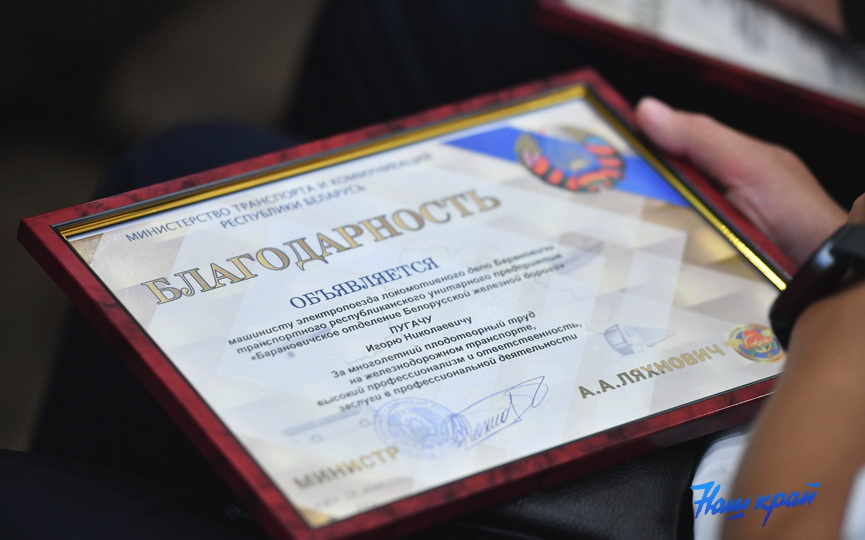 МИНИСТЕРСТВО ТРАНСПОРТА И КОММУНИКАЦИЙ
РЕСПУБЛИКИ БЕЛАРУСЬ
БЛАГОДАРНОСТЬ
ОБЪЯВЛЯЕТСЯ
машинисту электропоезда локомотивного депо Барановичи
транспортного республиканского унитарного предприятия
«Барановичское отделение Белорусской железной дороги»
ПУГАЧУ
Игорю Николаевичу
За многолетний плодотворный труд
на железнодорожном транспорте,
высокий профессионализм и ответственность,
заслуги в профессиональной деятельности
МИНИСТР
А.А.ЛЯХНОВИЧ
Наш край